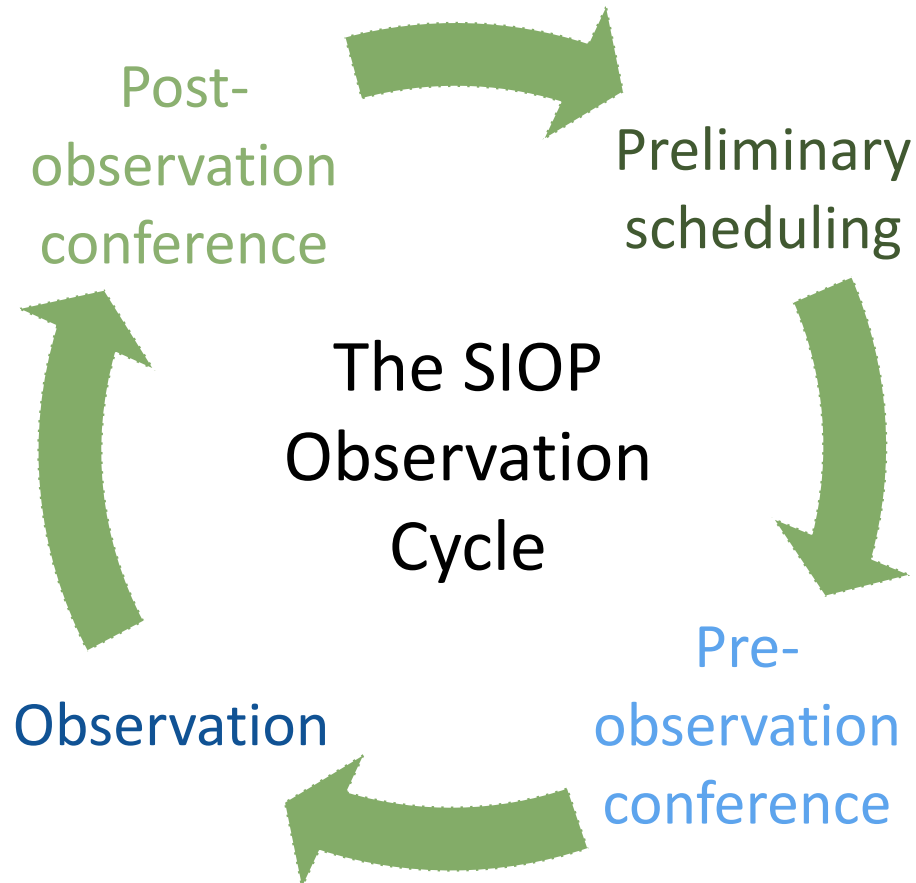 Post-
observation
conference
Preliminary
scheduling
The SIOP
Observation
Cycle
Observation
Pre-
observation
conference